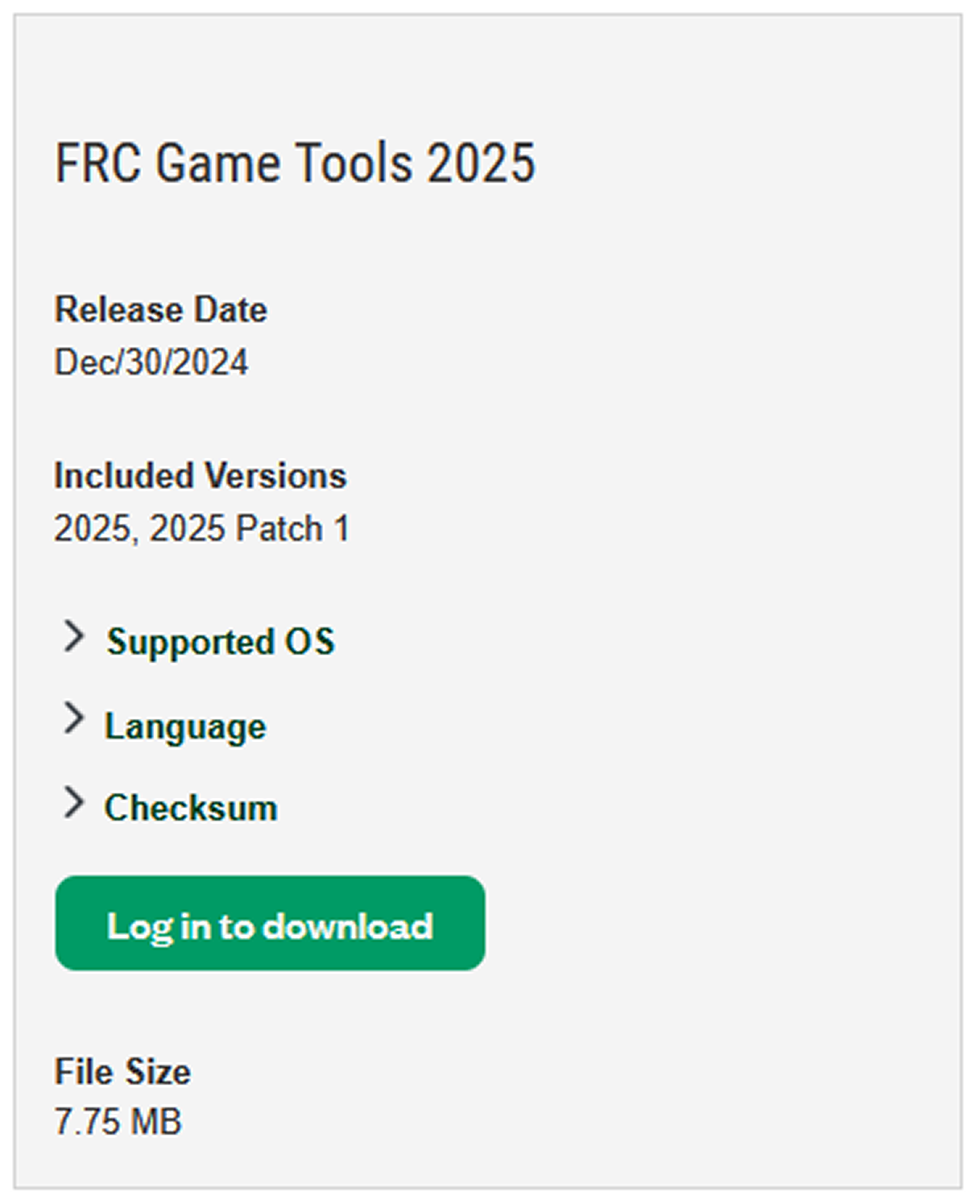 FRC Game Tools 2025
Release Date
Dec/30/2024
Included Versions
2025, 2025 Patch 1
Supported OS
Language
Checksum
Log in to download
File Size
7.75 MB